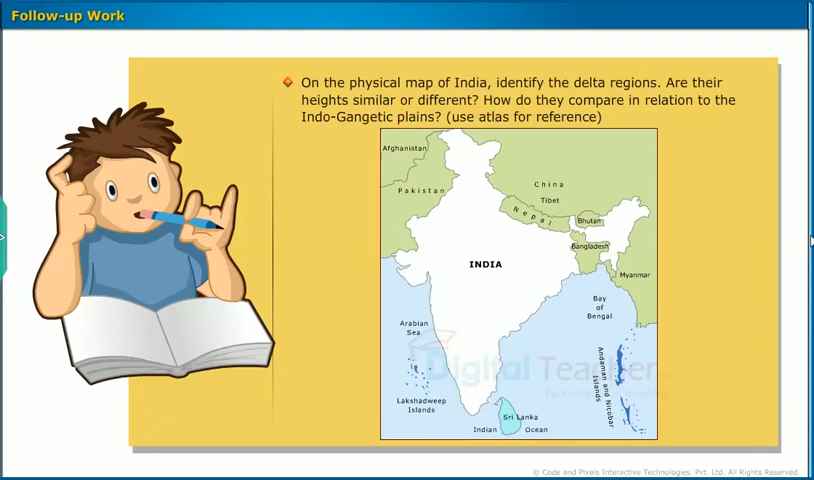 Follow-up Work
On the physical map of India, identify the delta regions. Are their
heights similar or different? How do they compare in relation to the
Indo-Gangetic plains? (use atlas for reference)
Afghanistan
Pakistan
China
Tibet
Nepal
Bhutan
Bangladesh
INDIA
Myanmar
Bay
of
Bengal
Arabian
Sea
Digital Teacher
Andaman and Nicobar
Islands
Lakshadweep
Islands
Sri Lanka
Indian Ocean
© Code and Pixels Interactive Technologies Pvt. Ltd. All Rights Reserved.